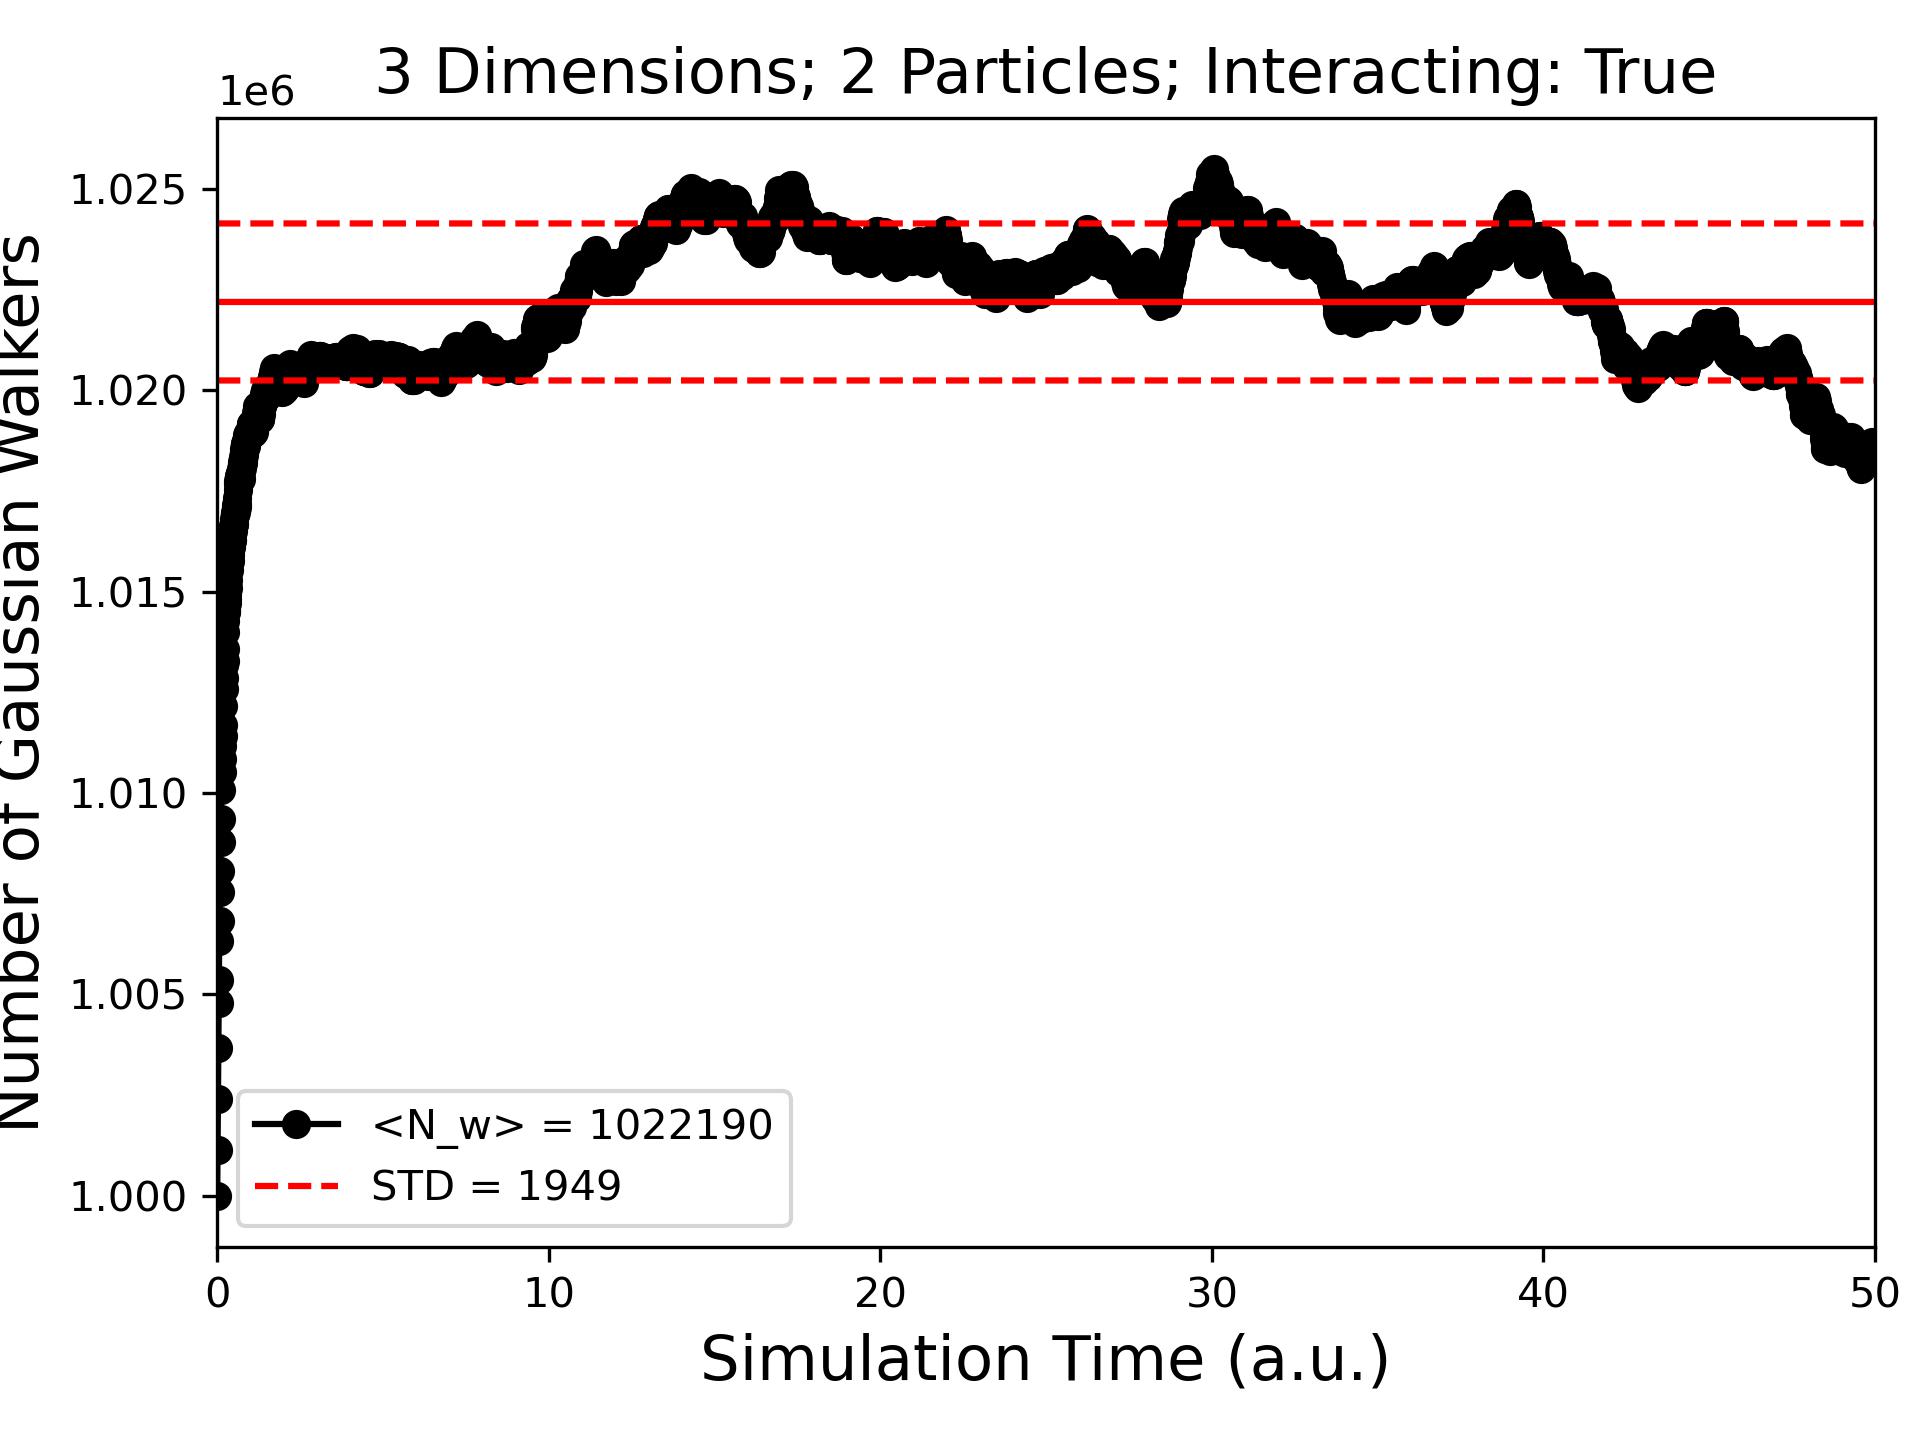 3 Dimensions; 2 Particles; Interacting: True
1e6
Number of Gaussian Walkers
1.025
1.020
1.015
1.010
1.005
1.000
<N_w> = 1022190
STD = 1949
0 10 20 30 40 50
Simulation Time (a.u.)